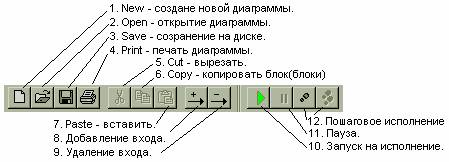 1. New - создане новой диаграммы.
2. Open - открытие диаграммы.
3. Save - созранение на диске.
4. Print - печать диаграммы.
5. Cut - вырезать.
6. Copy - копировать блок(блоки)
7. Paste - вставить.
8. Добавление входа.
9. Удаление входа.
12. Пошаговое исполнение
11. Пауза.
10. Запуск на исполнение.